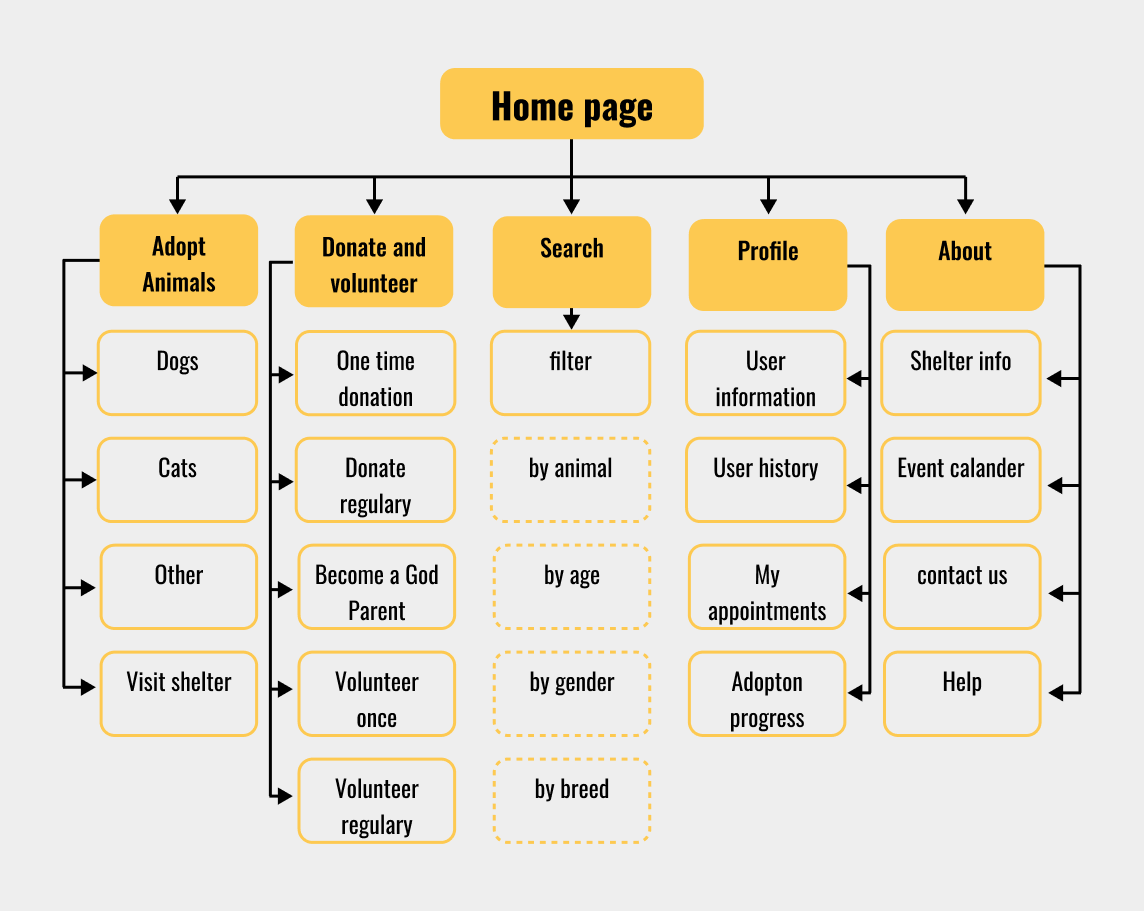 Home page
Adopt
Animals
Dogs
Cats
Other
Visit shelter
Donate and
volunteer
One time
donation
Donate
regulary
Become a God
Parent
Volunteer
once
Volunteer
regulary
Search
filter
by animal
by age
by gender
by breed
Profile
User
information
User history
My
appointments
Adopton
progress
About
Shelter info
Event calander
contact us
Help